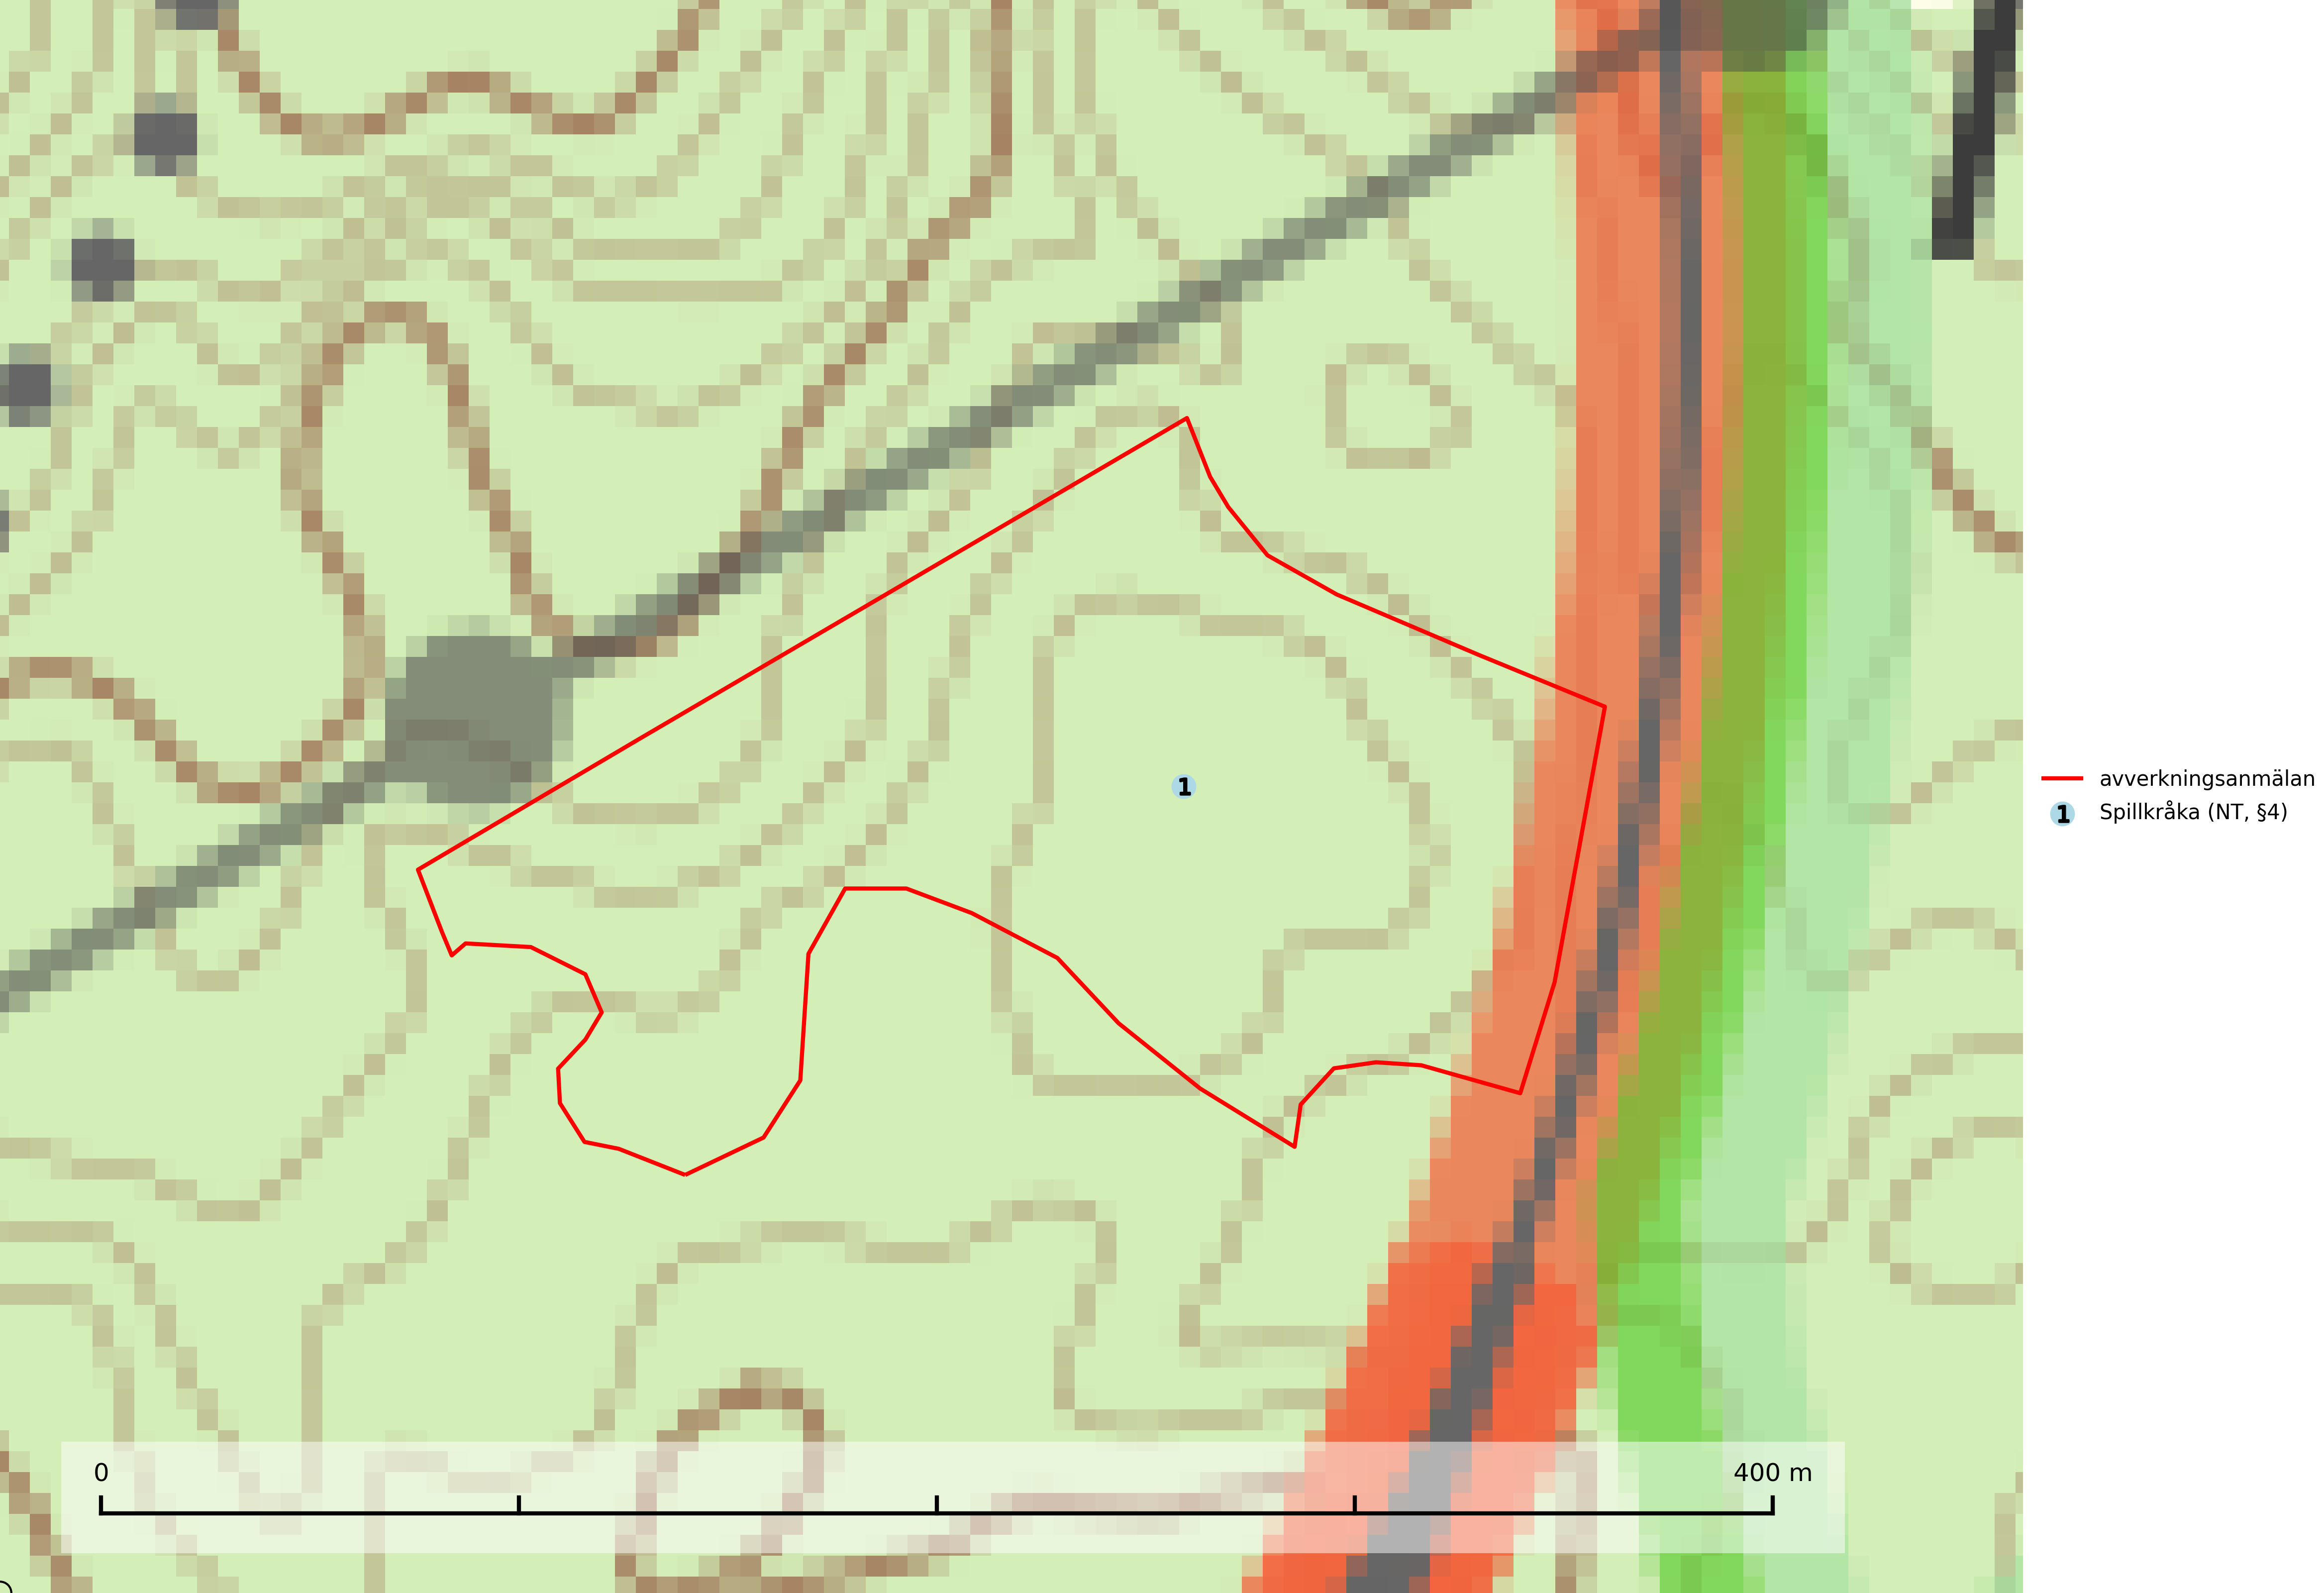 1
avverkningsanmälan
1 Spillkråka (NT, §4)
0 400 m